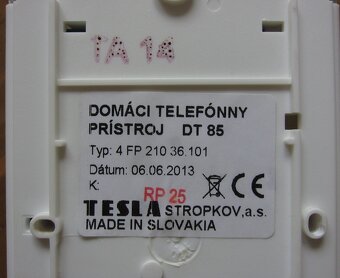 TA 14
DOMÁCI TELEFÓNNY
PRÍSTROJ DT 85
Typ: 4 FP 210 36.101
Dátum: 06.06.2013
K: RP 25
TESLA STROPKOV,a.s.
MADE IN SLOVAKIA
CE